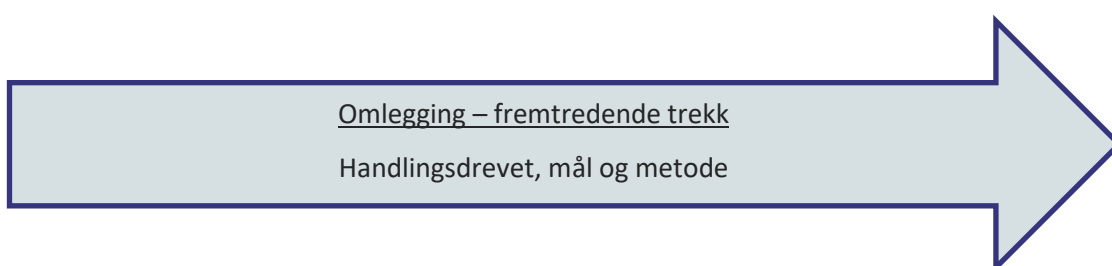 Omlegging – fremtredende trekk
Handlingsdrevet, mål og metode